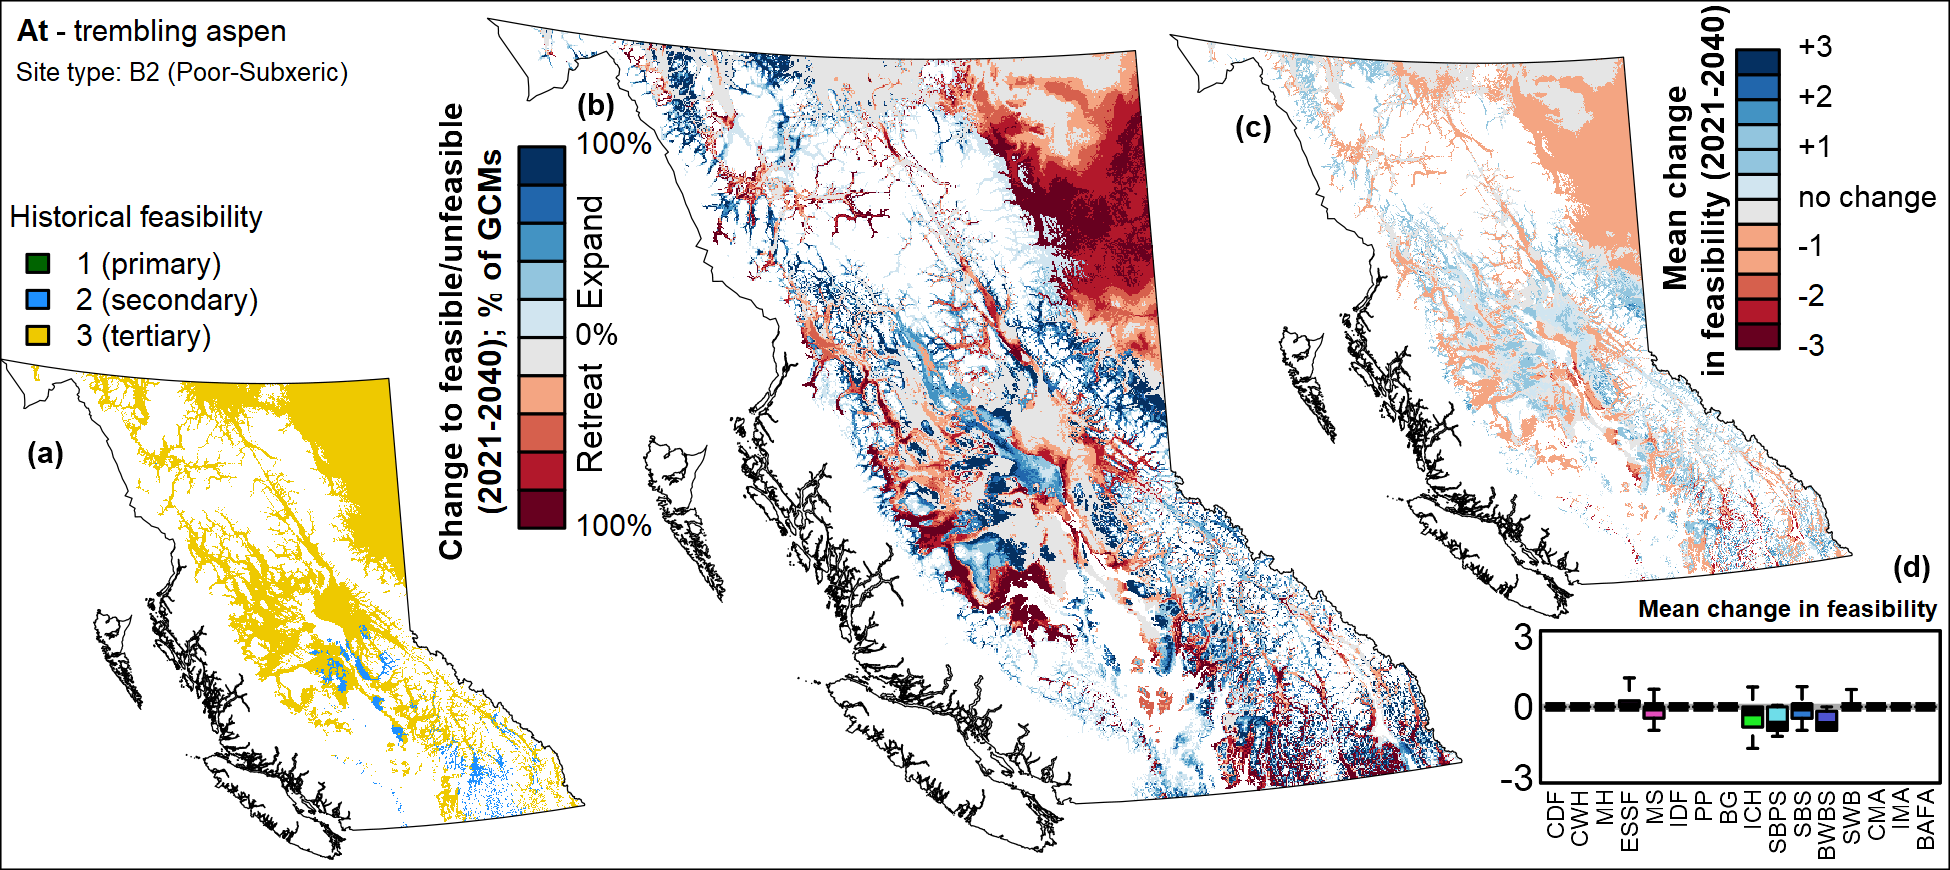 At - trembling aspen
Site type: B2 (Poor-Subxeric)
Historical feasibility
1 (primary)
2 (secondary)
3 (tertiary)
(a)
(b)
Change to feasible/unfeasible
(2021-2040); % of GCMs
100%
Expand
0%
Retreat
100%
(c)
Mean change
in feasibility (2021-2040)
+3
+2
+1
no change
-1
-2
-3
(d)
Mean change in feasibility
3
0
-3
CDF
CWH
MH
ESSF
MS
IDF
PP
BG
ICH
SBPS
SBS
BWBS
SWB
CMA
IMA
BAFA